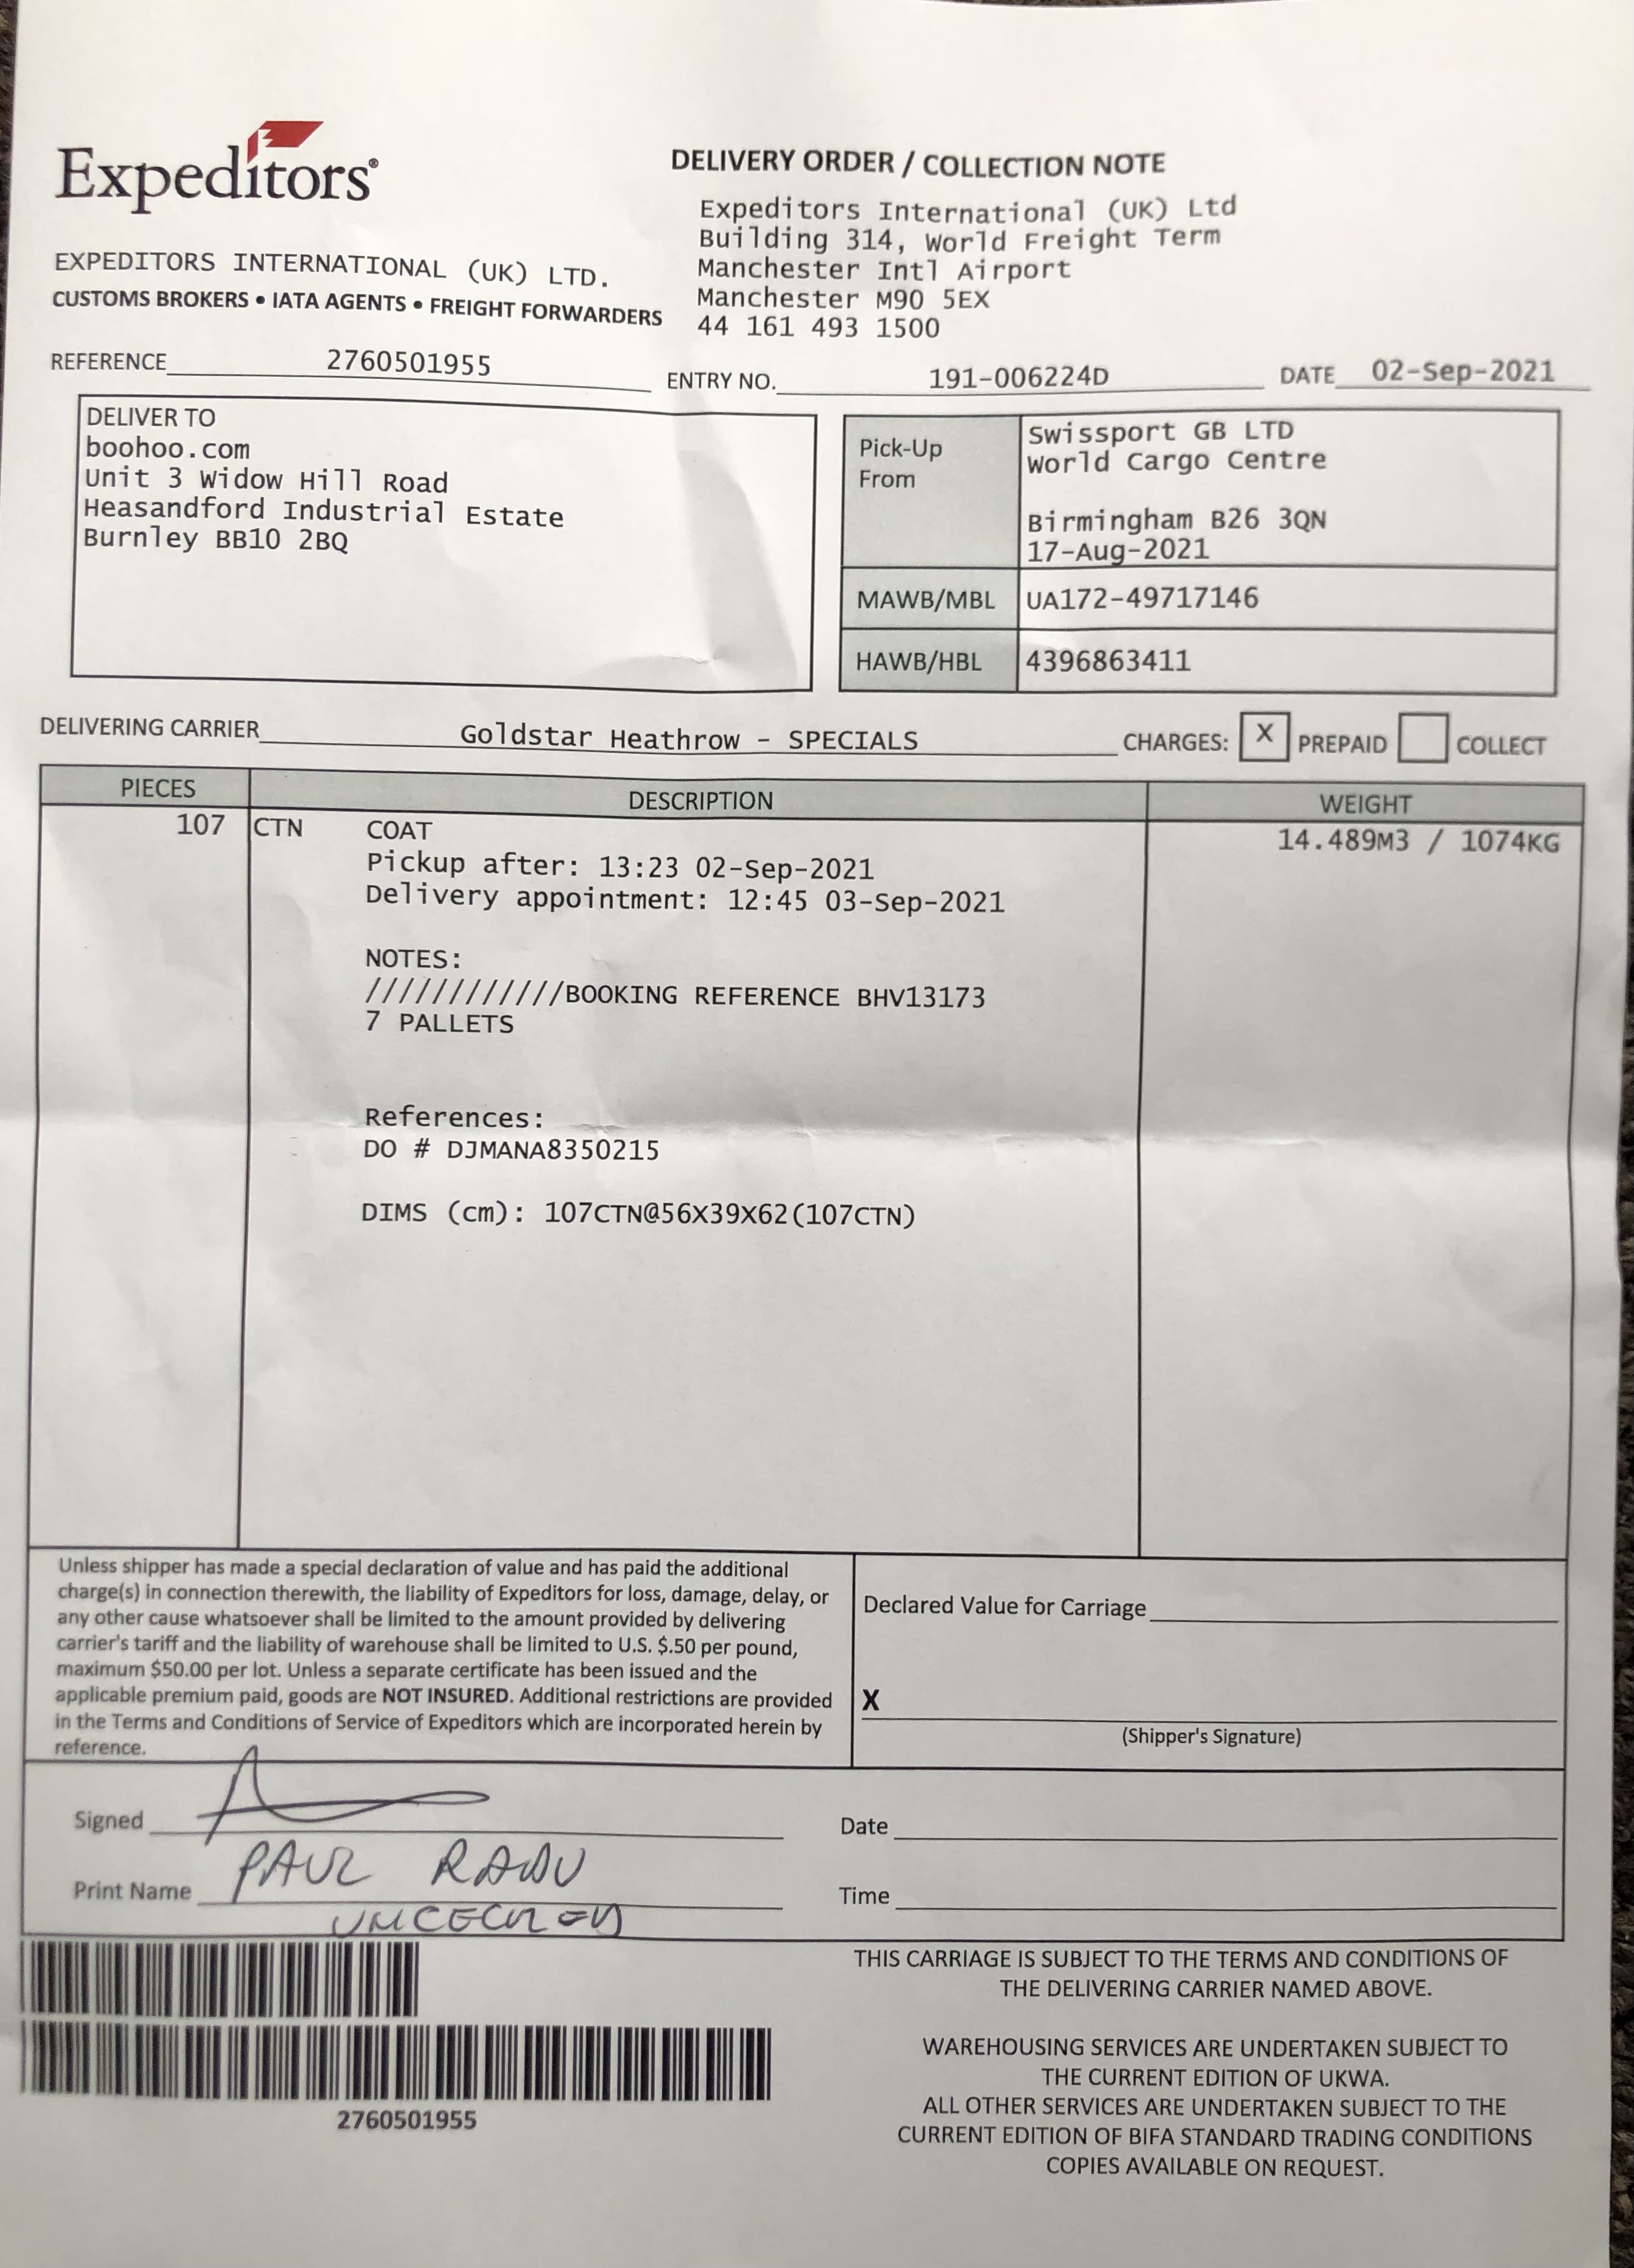 Expeditors®
DELIVERY ORDER / COLLECTION NOTE
Expeditors International (UK) Ltd
Building 314, World Freight Term
Manchester Intl Airport
Manchester M90 5EX
44 161 493 1500
EXPEDITORS INTERNATIONAL (UK) LTD.
CUSTOMS BROKERS • IATA AGENTS • FREIGHT FORWARDERS
REFERENCE 2760501955
ENTRY NO. 191-006224D
DATE 02-Sep-2021
DELIVER TO
boohoo.com
Unit 3 Widow Hill Road
Heasandford Industrial Estate
Burnley BB10 2BQ
Pick-Up
From
Swissport GB LTD
World Cargo Centre
Birmingham B26 3QN
17-Aug-2021
MAWB/MBL UA172-49717146
HAWB/HBL 4396863411
DELIVERING CARRIER Goldstar Heathrow - SPECIALS
CHARGES: X PREPAID COLLECT
PIECES DESCRIPTION WEIGHT
107 CTN COAT 14.489M3 / 1074KG
Pickup after: 13:23 02-Sep-2021
Delivery appointment: 12:45 03-Sep-2021
NOTES:
////////////BOOKING REFERENCE BHV13173
7 PALLETS
References:
DO # DJMANA8350215
DIMS (cm): 107CTN@56X39X62(107CTN)
Unless shipper has made a special declaration of value and has paid the additional
charge(s) in connection therewith, the liability of Expeditors for loss, damage, delay, or
any other cause whatsoever shall be limited to the amount provided by delivering
carrier's tariff and the liability of warehouse shall be limited to U.S. $.50 per pound,
maximum $50.00 per lot. Unless a separate certificate has been issued and the
applicable premium paid, goods are NOT INSURED. Additional restrictions are provided
in the Terms and Conditions of Service of Expeditors which are incorporated herein by
reference.
Declared Value for Carriage
X
(Shipper's Signature)
Signed
Date
Print Name PAUL RADU
Time
THIS CARRIAGE IS SUBJECT TO THE TERMS AND CONDITIONS OF
THE DELIVERING CARRIER NAMED ABOVE.
WAREHOUSING SERVICES ARE UNDERTAKEN SUBJECT TO
THE CURRENT EDITION OF UKWA.
ALL OTHER SERVICES ARE UNDERTAKEN SUBJECT TO THE
CURRENT EDITION OF BIFA STANDARD TRADING CONDITIONS
COPIES AVAILABLE ON REQUEST.
2760501955